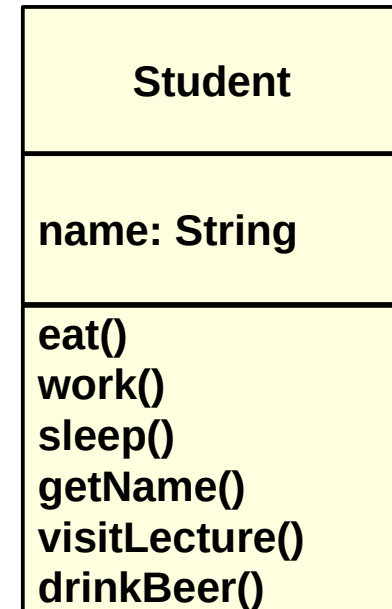 Student
name: String
eat()
work()
sleep()
getName()
visitLecture()
drinkBeer()